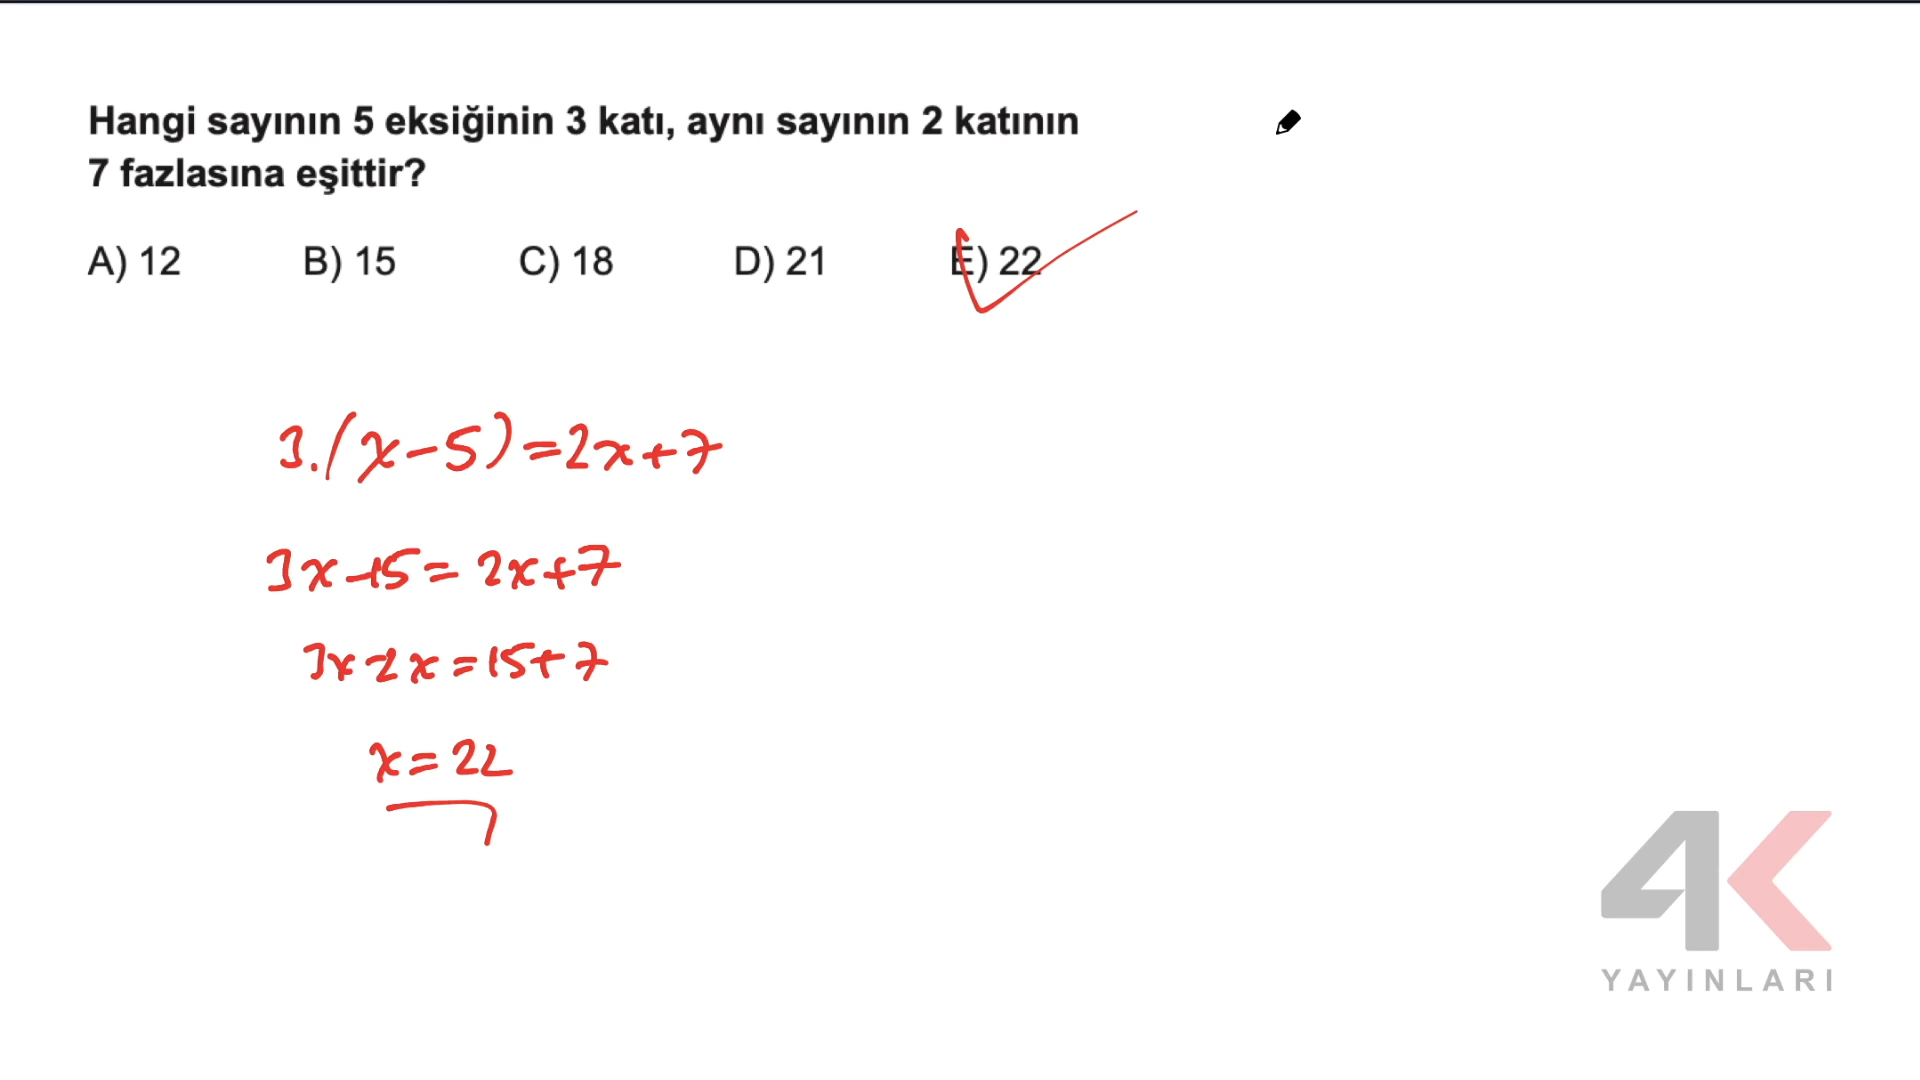 Hangi sayının 5 eksiğinin 3 katı, aynı sayının 2 katının
7 fazlasına eşittir?
A) 12 B) 15 C) 18 D) 21 E) 22
3.(x-5)=2x+7
3x-15=2x+7
3x-2x=15+7
x=22
4K
YAYINLARI